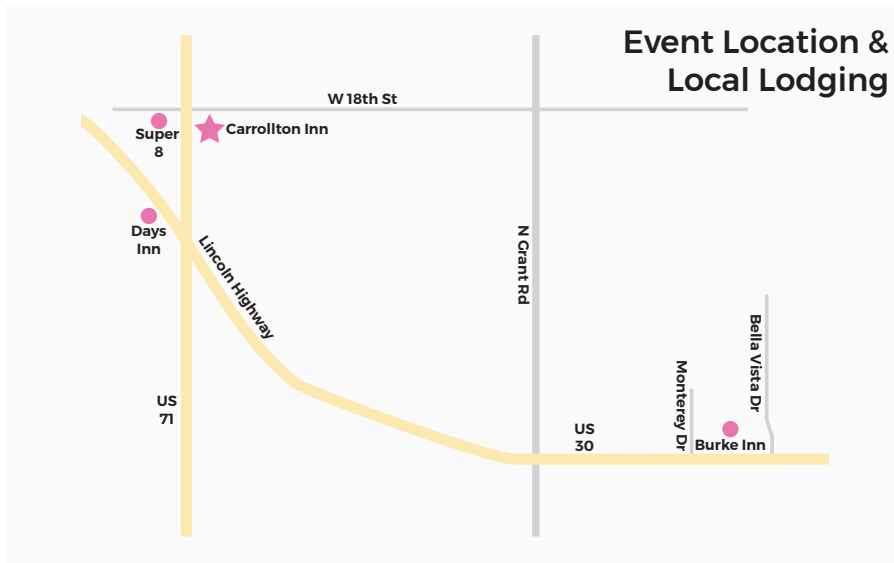 Event Location &
Local Lodging
W 18th St
Super
8
Carrollton Inn
Days
Inn
Lincoln Highway
N Grant Rd
US
71
US
30
Monterey Dr
Bella Vista Dr
Burke Inn